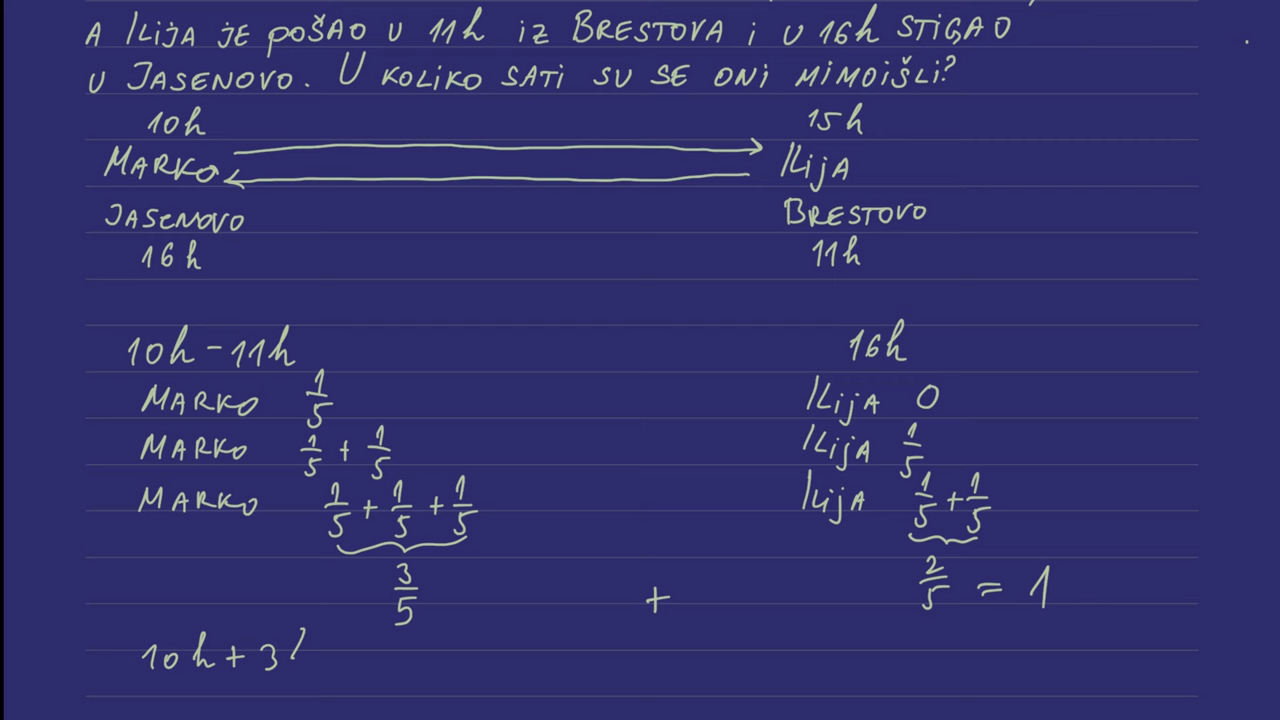 A ILIJA JE POŠAO U 11h IZ BRESTOVA I U 16h STIGAO
U JASENOVO. U KOLIKO SATI SU SE ONI MIMOIŠLI?
10h 15h
MARKO ILIJA
JASENOVO BRESTOVO
16h 11h
10h - 11h 16h
MARKO 1/5 ILIJA 0
MARKO 1/5 + 1/5 ILIJA 1/5
MARKO 1/5 + 1/5 + 1/5 ILIJA 1/5 + 1/5
3/5 + 2/5 = 1
10h + 3